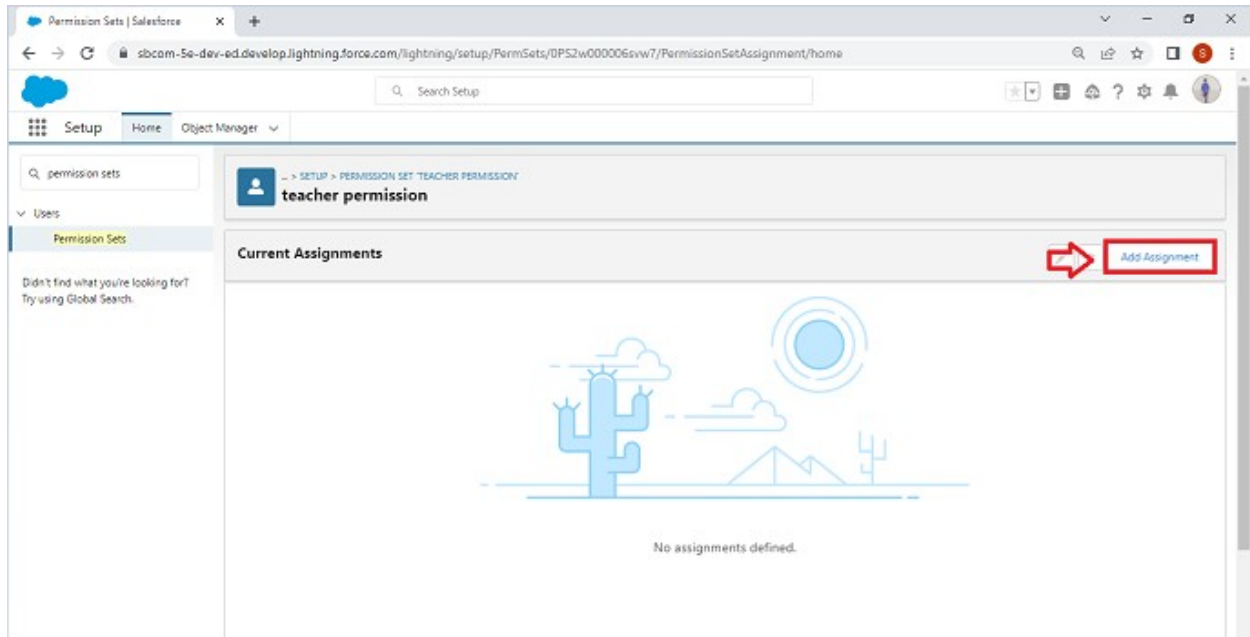 Permission Sets | Salesforce
sbcom-5e-dev-ed.develop.lightning.force.com/lightning/setup/PermSets/0PS2w000006svw7/PermissionSetAssignment/home
S
Search Setup
Setup Home Object Manager
permission sets
Users
Permission Sets
Didn't find what you're looking for?
Try using Global Search.
... > SETUP > PERMISSION SET 'TEACHER PERMISSION'
teacher permission
Current Assignments
Add Assignment
No assignments defined.